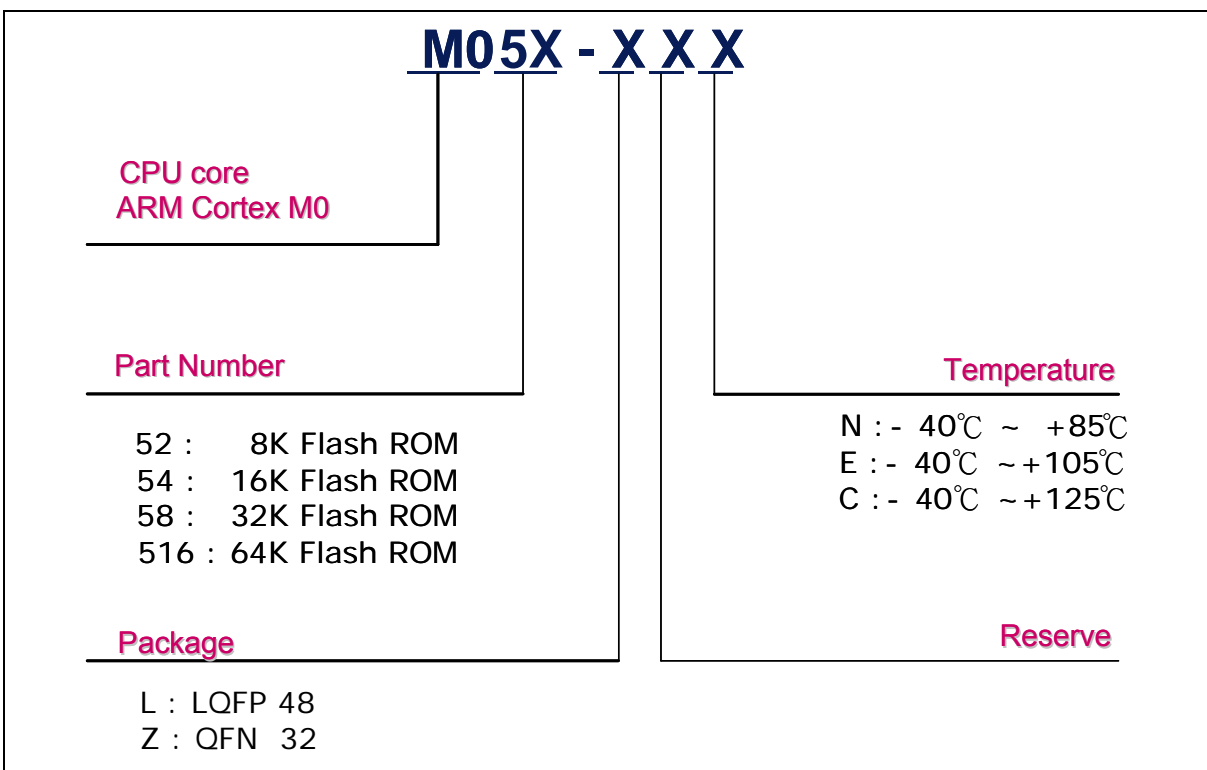 M05X - X X X
CPU core
ARM Cortex M0
Part Number
52 : 8K Flash ROM
54 : 16K Flash ROM
58 : 32K Flash ROM
516 : 64K Flash ROM
Temperature
N : - 40℃ ~ +85℃
E : - 40℃ ~+105℃
C : - 40℃ ~+125℃
Package
L : LQFP 48
Z : QFN 32
Reserve